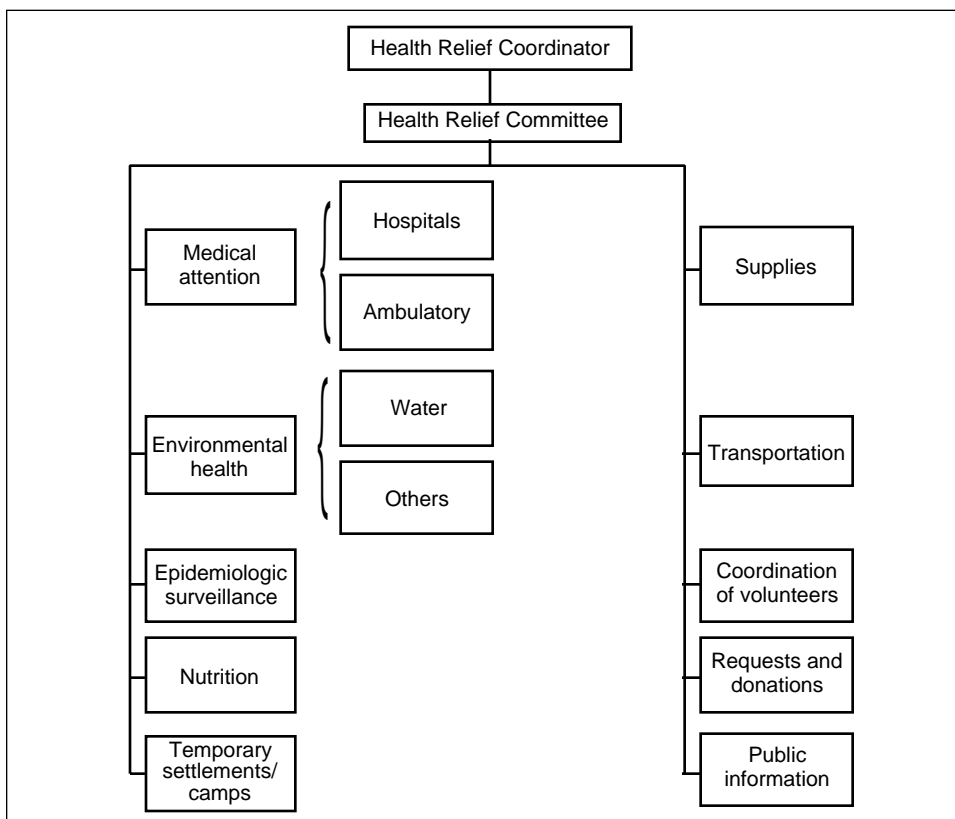 Health Relief Coordinator
Health Relief Committee
Medical
attention
Hospitals
Ambulatory
Environmental
health
Water
Others
Epidemiologic
surveillance
Nutrition
Temporary
settlements/
camps
Supplies
Transportation
Coordination
of volunteers
Requests and
donations
Public
information